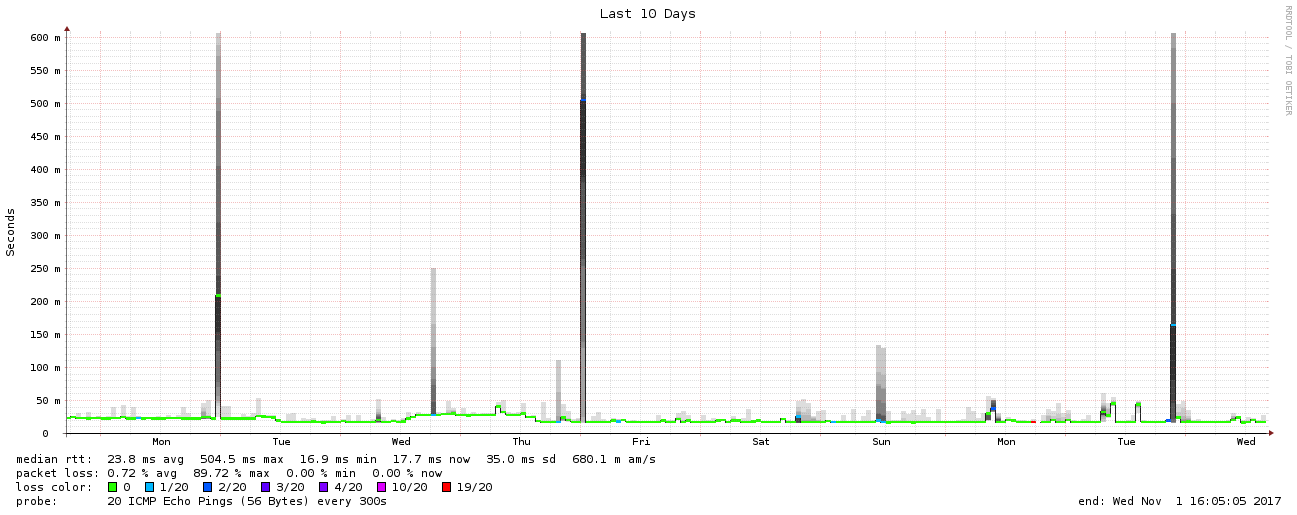 Last 10 Days
RRDTOOL / TOBI OETIKER
Seconds
600 m
550 m
500 m
450 m
400 m
350 m
300 m
250 m
200 m
150 m
100 m
50 m
0
Mon Tue Wed Thu Fri Sat Sun Mon Tue Wed
median rtt: 23.8 ms avg 504.5 ms max 16.9 ms min 17.7 ms now 35.0 ms sd 680.1 m am/s
packet loss: 0.72 % avg 89.72 % max 0.00 % min 0.00 % now
loss color: 0 1/20 2/20 3/20 4/20 10/20 19/20
probe: 20 ICMP Echo Pings (56 Bytes) every 300s end: Wed Nov 1 16:05:05 2017